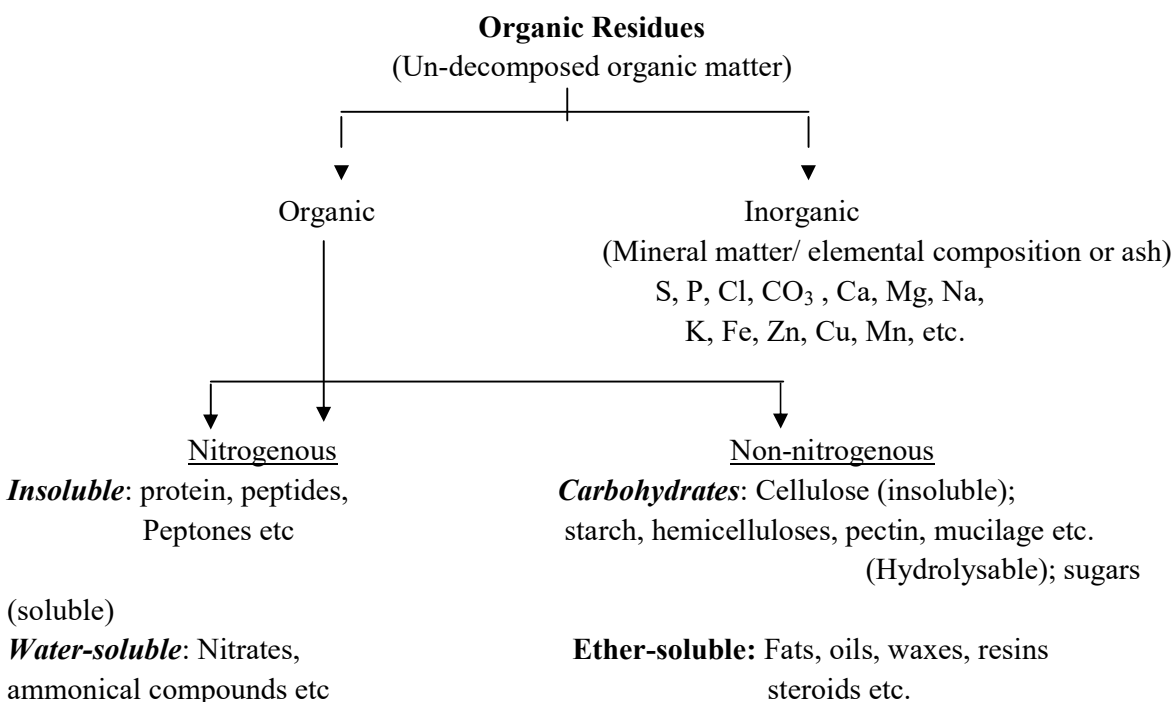 Organic Residues
(Un-decomposed organic matter)
Organic
Inorganic
(Mineral matter/ elemental composition or ash)
S, P, Cl, CO₃ , Ca, Mg, Na,
K, Fe, Zn, Cu, Mn, etc.
Nitrogenous
Non-nitrogenous
Insoluble: protein, peptides,
Peptones etc
Carbohydrates: Cellulose (insoluble);
starch, hemicelluloses, pectin, mucilage etc.
(Hydrolysable); sugars
(soluble)
Water-soluble: Nitrates,
ammonical compounds etc
Ether-soluble: Fats, oils, waxes, resins
steroids etc.